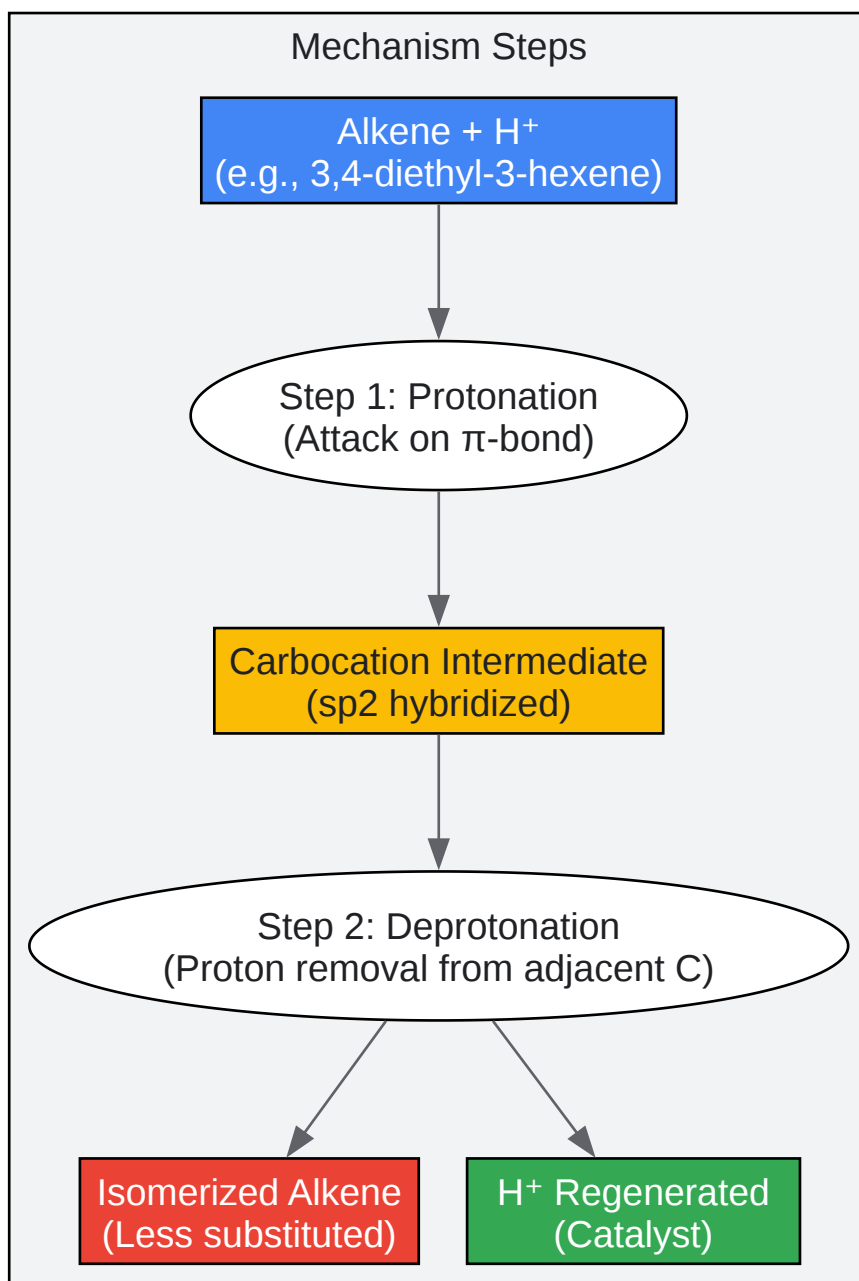 Mechanism Steps
Alkene + H⁺
(e.g., 3,4-diethyl-3-hexene)
Step 1: Protonation
(Attack on π-bond)
Carbocation Intermediate
(sp2 hybridized)
Step 2: Deprotonation
(Proton removal from adjacent C)
Isomerized Alkene
(Less substituted)
H⁺ Regenerated
(Catalyst)